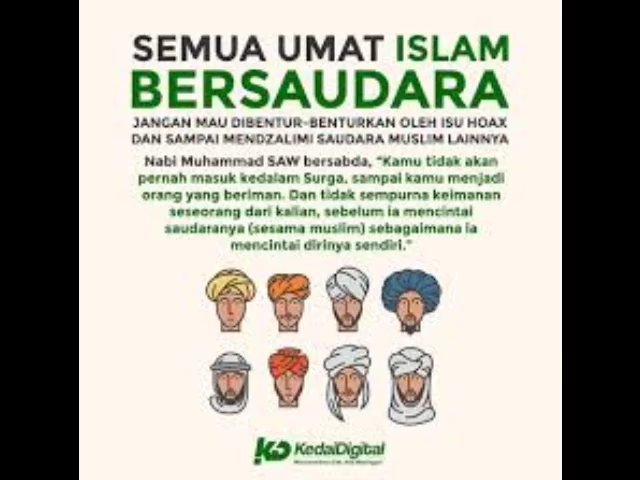 SEMUA UMAT ISLAM
BERSAUDARA
JANGAN MAU DIBENTUR-BENTURKAN OLEH ISU HOAX
DAN SAMPAI MENDZALIMI SAUDARA MUSLIM LAINNYA
Nabi Muhammad SAW bersabda, "Kamu tidak akan
pernah masuk kedalam Surga, sampai kamu menjadi
orang yang beriman. Dan tidak sempurna keimanan
seseorang dari kalian, sebelum ia mencintai
saudaranya (sesama muslim) sebagaimana ia
mencintai dirinya sendiri."
KedaiDigital